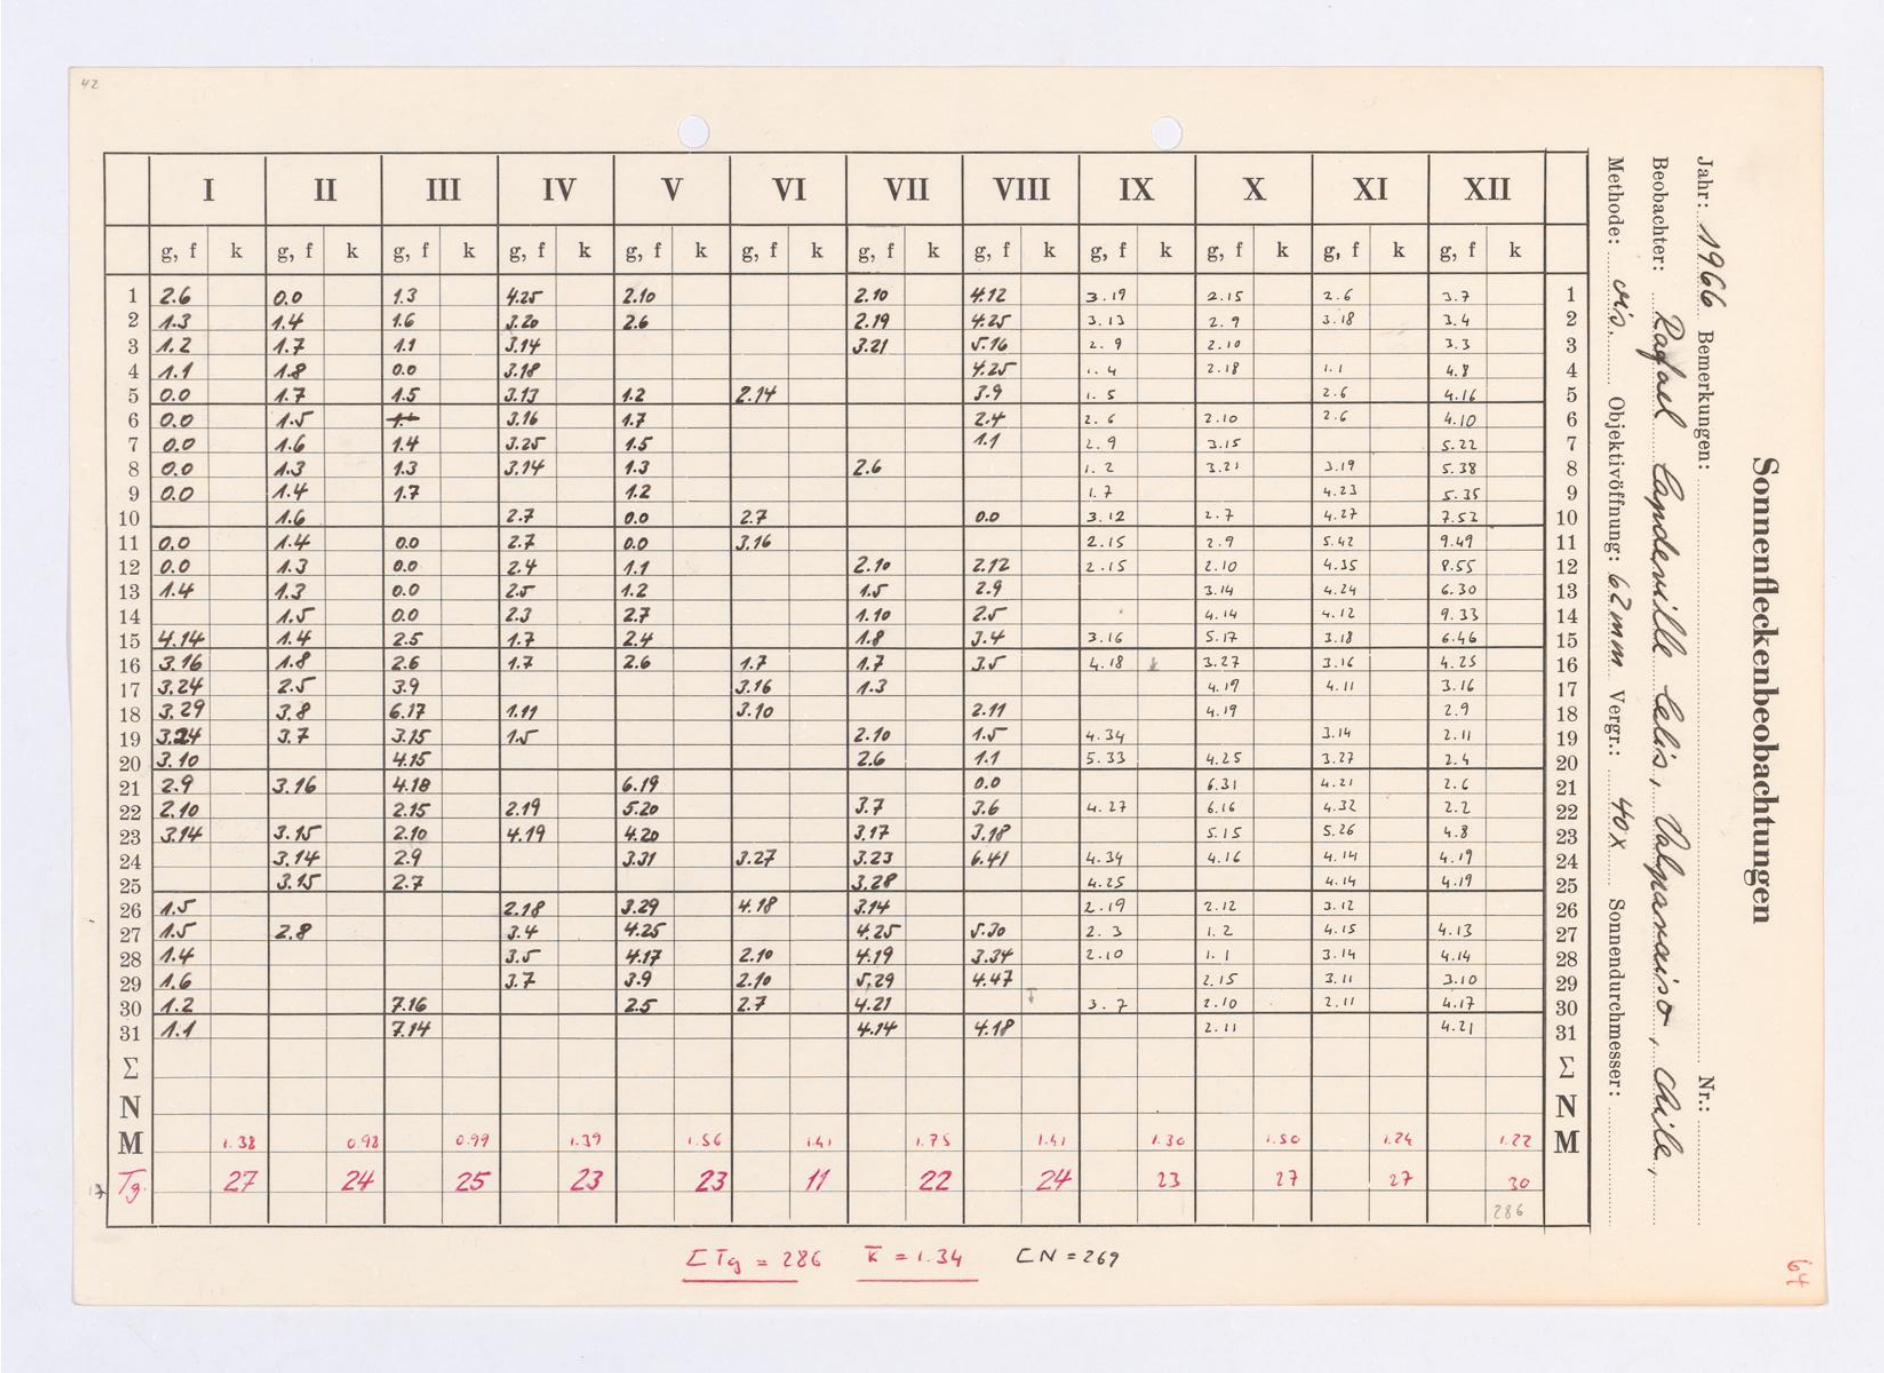 42
Sonnenfleckenbeobachtungen
Jahr: 1966 Bemerkungen: Nr.:
Beobachter: Rafael Candeville Celis, Valparaiso, Chile,
Methode: vis. Objektivöffnung: 62mm Vergr.: 40x Sonnendurchmesser:
I II III IV V VI VII VIII IX X XI XII
g, f k g, f k g, f k g, f k g, f k g, f k g, f k g, f k g, f k g, f k g, f k g, f k
1 2.6 0.0 1.3 4.25 2.10 2.10 4.12 3.19 2.15 2.6 3.7 1
2 1.3 1.4 1.6 3.20 2.6 2.19 4.25 3.13 2.9 3.18 3.4 2
3 1.2 1.7 1.1 3.14 3.21 5.16 2.9 2.10 3.3 3
4 1.1 1.8 0.0 3.18 4.25 1.4 2.18 1.1 4.8 4
5 0.0 1.7 1.5 3.13 1.2 2.14 3.9 1.5 2.6 4.16 5
6 0.0 1.5 3.16 1.7 2.4 2.6 2.10 2.6 4.10 6
7 0.0 1.6 1.4 3.25 1.5 1.1 2.9 3.15 5.22 7
8 0.0 1.3 1.3 3.14 1.3 2.6 1.2 3.21 3.19 5.38 8
9 0.0 1.4 1.7 1.2 1.7 4.23 5.35 9
10 1.6 2.7 0.0 2.7 0.0 3.12 2.7 4.27 7.52 10
11 0.0 1.4 0.0 2.7 0.0 3.16 2.15 2.9 5.42 9.49 11
12 0.0 1.3 0.0 2.4 1.1 2.10 2.12 2.15 2.10 4.35 8.55 12
13 1.4 1.3 0.0 2.5 1.2 1.5 2.9 3.14 4.24 6.30 13
14 1.5 0.0 2.3 2.7 1.10 2.5 4.14 4.12 9.33 14
15 4.14 1.4 2.5 1.7 2.4 1.8 3.4 3.16 5.17 3.18 6.46 15
16 3.16 1.8 2.6 1.7 2.6 1.7 1.7 3.5 4.18 3.27 3.16 4.25 16
17 3.24 2.5 3.9 3.16 1.3 4.19 4.11 3.16 17
18 3.29 3.8 6.17 1.11 3.10 2.11 4.19 2.9 18
19 3.24 3.7 3.15 1.5 2.10 1.5 4.34 3.14 2.11 19
20 3.10 4.15 2.6 1.1 5.33 4.25 3.27 2.4 20
21 2.9 3.16 4.18 6.19 0.0 6.31 4.21 2.6 21
22 2.10 2.15 2.19 5.20 3.7 3.6 4.27 6.16 4.32 2.2 22
23 3.14 3.15 2.10 4.19 4.20 3.17 3.18 5.15 5.26 4.8 23
24 3.14 2.9 3.31 3.27 3.23 6.41 4.34 4.16 4.14 4.19 24
25 3.15 2.7 3.28 4.25 4.14 4.19 25
26 1.5 2.18 3.29 4.18 3.14 2.19 2.12 3.12 26
27 1.5 2.8 3.4 4.25 4.25 5.30 2.3 1.2 4.15 4.13 27
28 1.4 3.5 4.17 2.10 4.19 3.34 2.10 1.1 3.14 4.14 28
29 1.6 3.7 3.9 2.10 5.29 4.47 2.15 3.11 3.10 29
30 1.2 7.16 2.5 2.7 4.21 3.7 2.10 2.11 4.17 30
31 1.1 7.14 4.14 4.18 2.11 4.21 31
Σ Σ
N N
M 1.38 0.98 0.99 1.39 1.56 1.41 1.75 1.41 1.30 1.50 1.24 1.22 M
Tg. 27 24 25 23 23 11 22 24 23 27 27 30
286
ΣTg = 286 k̅ = 1.34 ΣN = 269
64